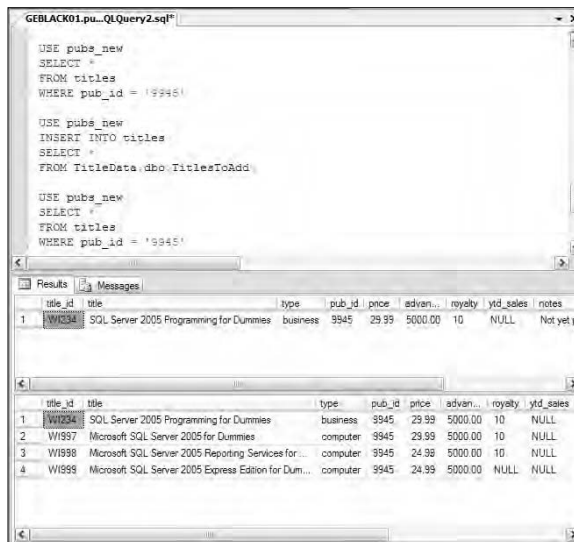 GEBLACK01.pu...QLQuery2.sql*
USE pubs_new
SELECT *
FROM titles
WHERE pub_id = '9945'
USE pubs_new
INSERT INTO titles
SELECT *
FROM TitleData.dbo.TitlesToAdd
USE pubs_new
SELECT *
FROM titles
WHERE pub_id = '9945'
Results Messages
title_id title type pub_id price advan... royalty ytd_sales notes
1 WI234 SQL Server 2005 Programming for Dummies business 9945 29.99 5000.00 10 NULL Not yet p
title_id title type pub_id price advan... royalty ytd_sales
1 WI234 SQL Server 2005 Programming for Dummies business 9945 29.99 5000.00 10 NULL
2 WI997 Microsoft SQL Server 2005 for Dummies computer 9945 29.99 5000.00 10 NULL
3 WI998 Microsoft SQL Server 2005 Reporting Services for ... computer 9945 24.98 5000.00 10 NULL
4 WI999 Microsoft SQL Server 2005 Express Edition for Dum... computer 9945 24.99 5000.00 NULL NULL